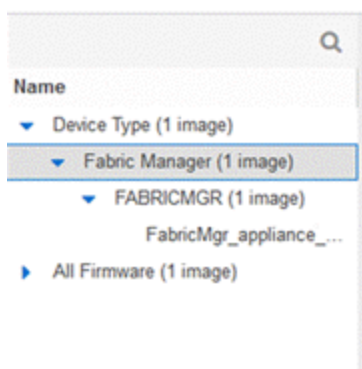 Name
Device Type (1 image)
Fabric Manager (1 image)
FABRICMGR (1 image)
FabricMgr_appliance_...
All Firmware (1 image)